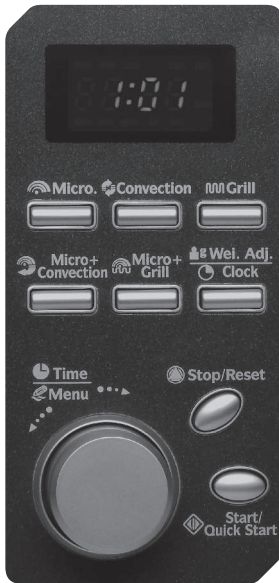 1:01
Micro. Convection Grill
Micro+ Micro+ g Wei. Adj.
Convection Grill Clock
Time
Menu
Stop/Reset
Start/
Quick Start